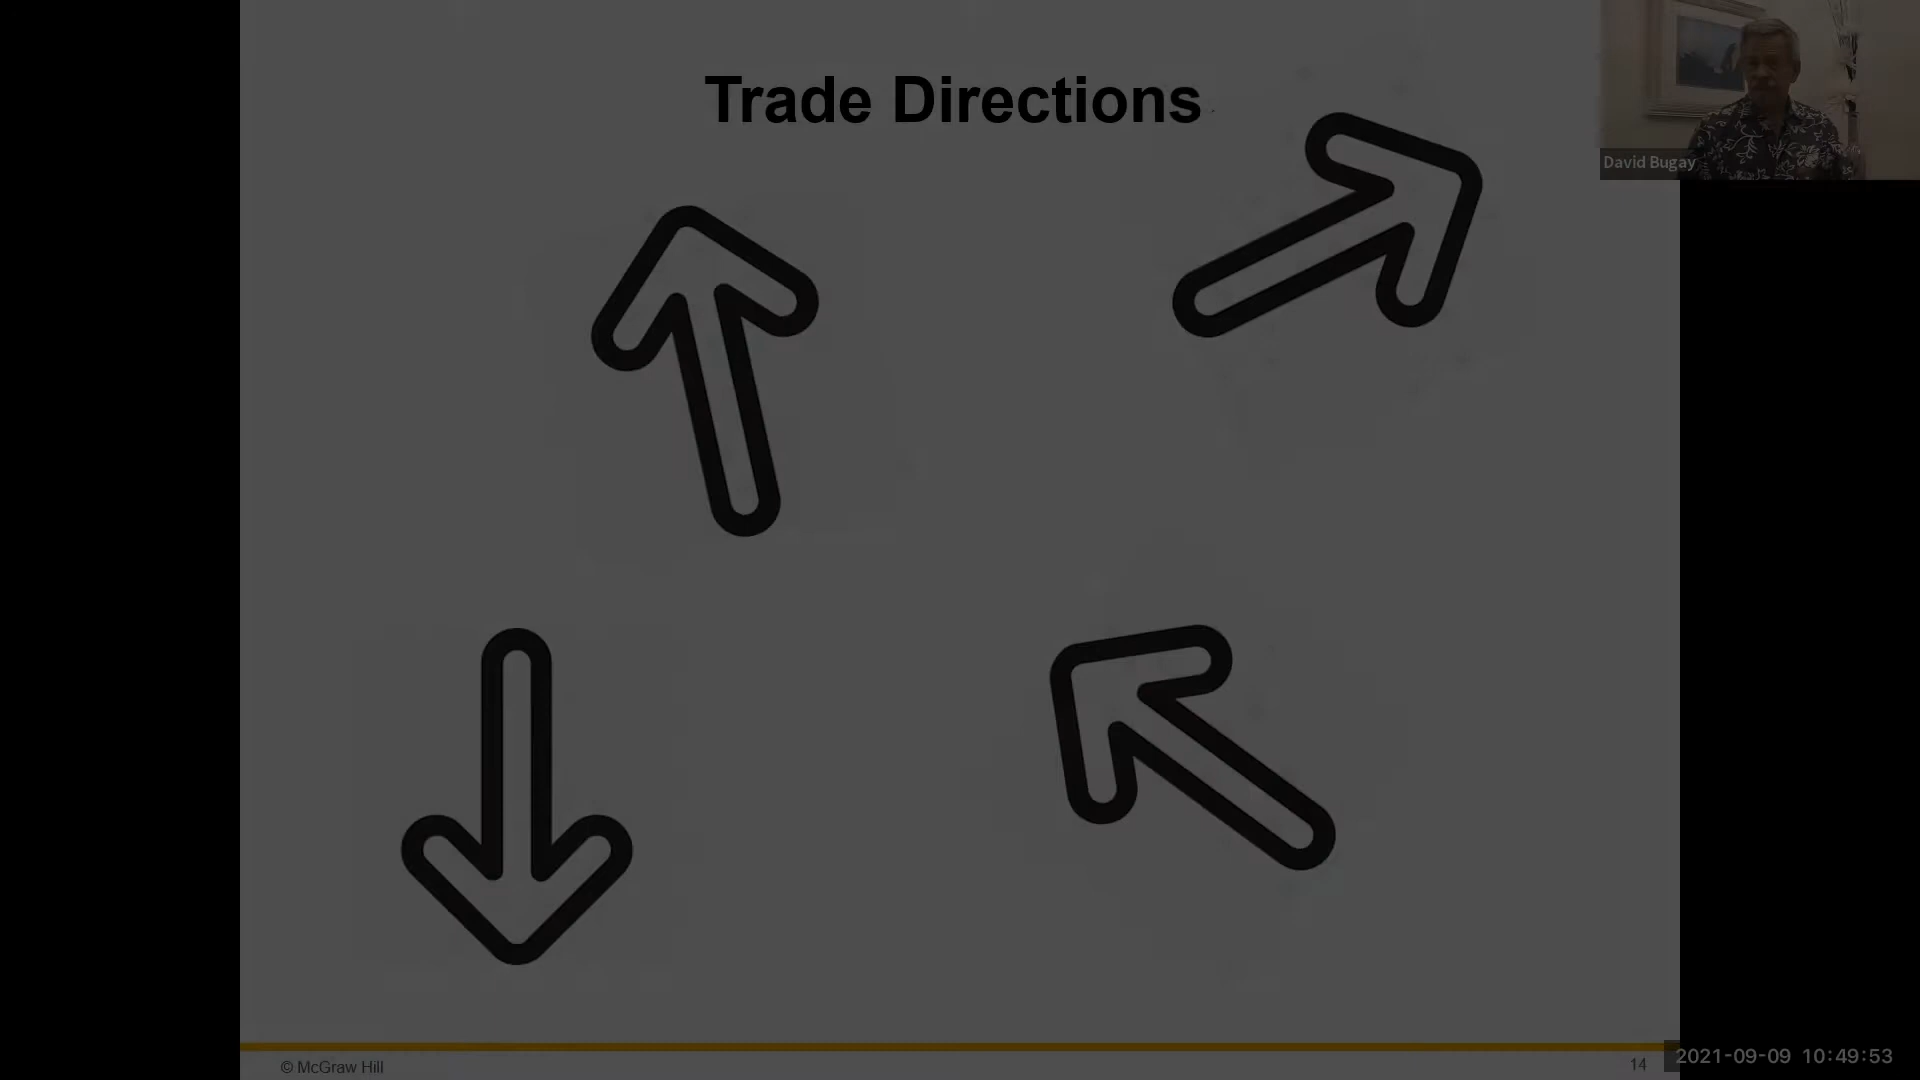 Trade Directions
David Bugay
© McGraw Hill
14
2021-09-09 10:49:53